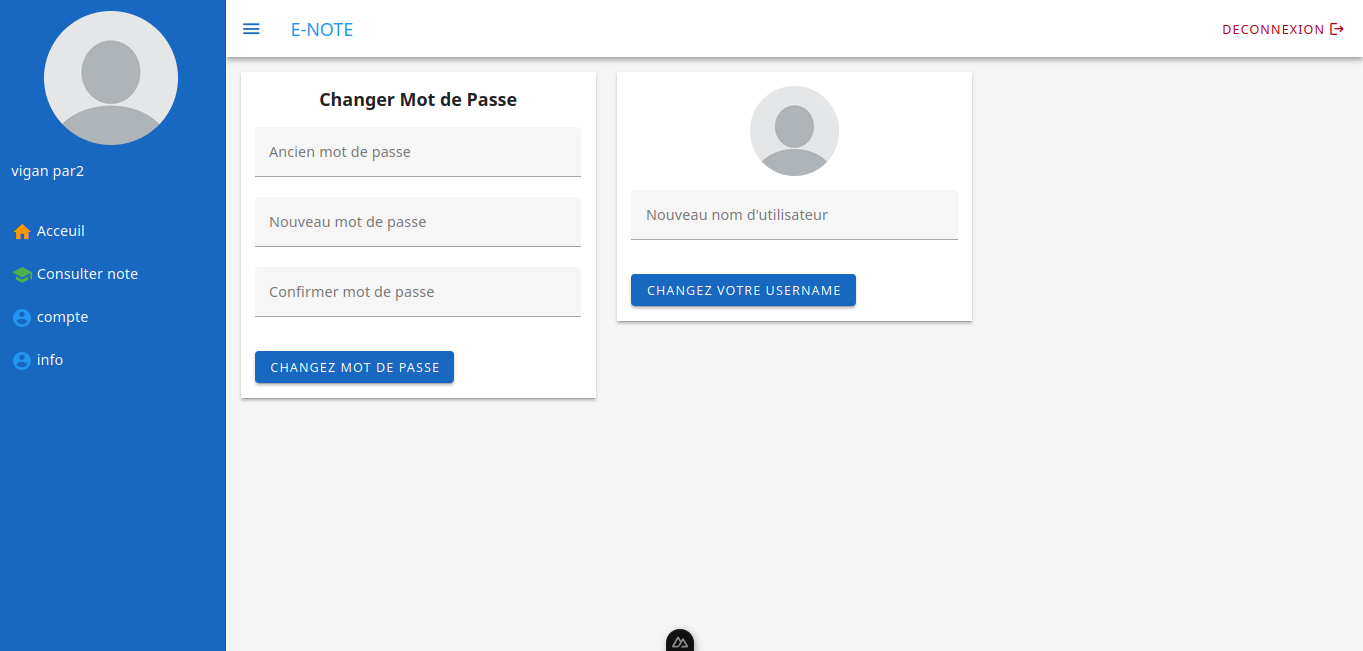 E-NOTE
DECONNEXION
vigan par2
Acceuil
Consulter note
compte
info
Changer Mot de Passe
Ancien mot de passe
Nouveau mot de passe
Confirmer mot de passe
CHANGEZ MOT DE PASSE
Nouveau nom d'utilisateur
CHANGEZ VOTRE USERNAME